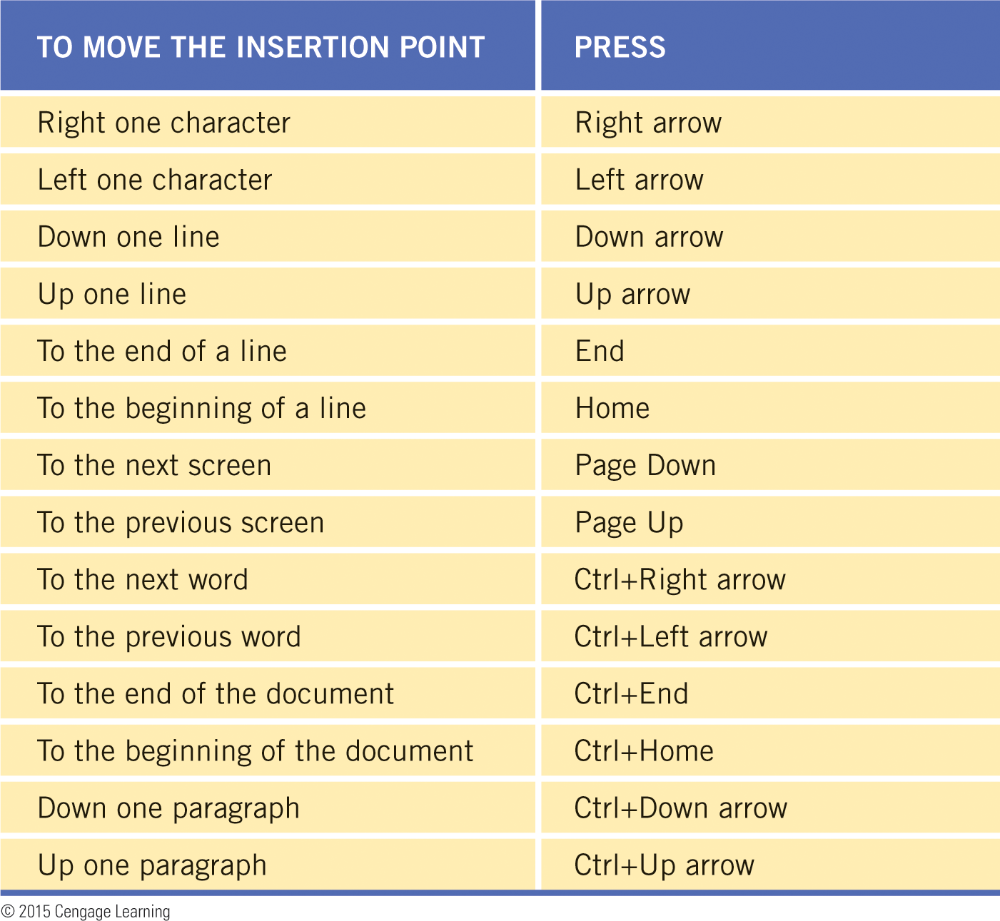 TO MOVE THE INSERTION POINT PRESS
Right one character Right arrow
Left one character Left arrow
Down one line Down arrow
Up one line Up arrow
To the end of a line End
To the beginning of a line Home
To the next screen Page Down
To the previous screen Page Up
To the next word Ctrl+Right arrow
To the previous word Ctrl+Left arrow
To the end of the document Ctrl+End
To the beginning of the document Ctrl+Home
Down one paragraph Ctrl+Down arrow
Up one paragraph Ctrl+Up arrow
© 2015 Cengage Learning